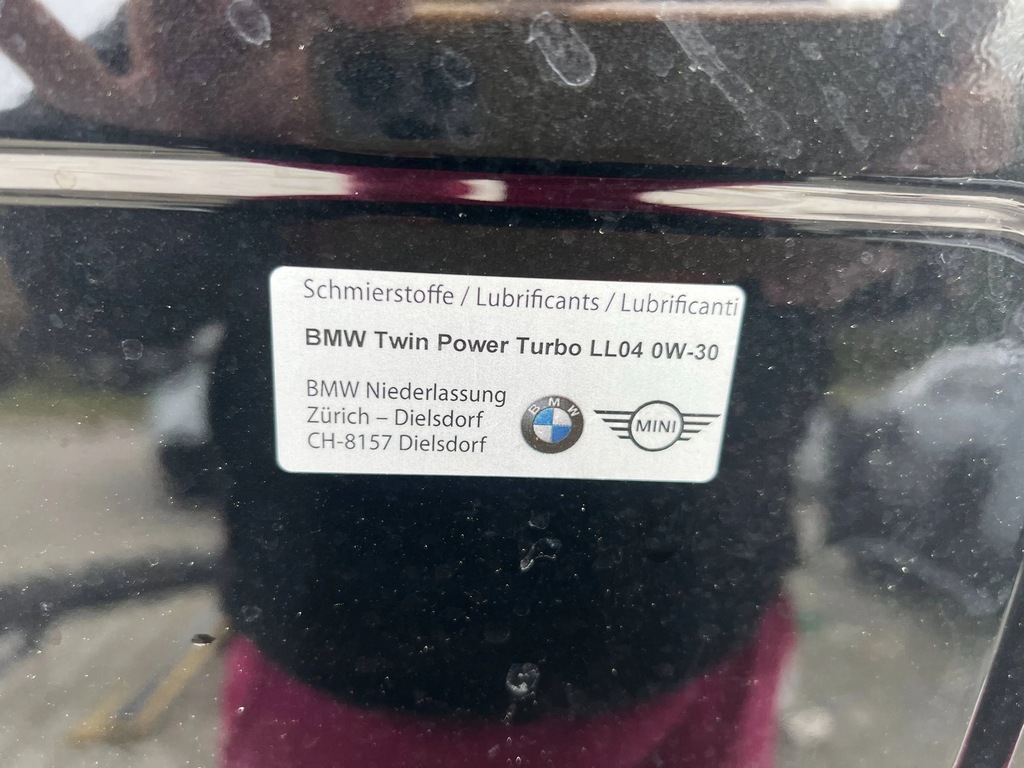 Schmierstoffe / Lubrificants / Lubrificanti
BMW Twin Power Turbo LL04 0W-30
BMW Niederlassung
Zürich – Dielsdorf
CH-8157 Dielsdorf
BMW
MINI